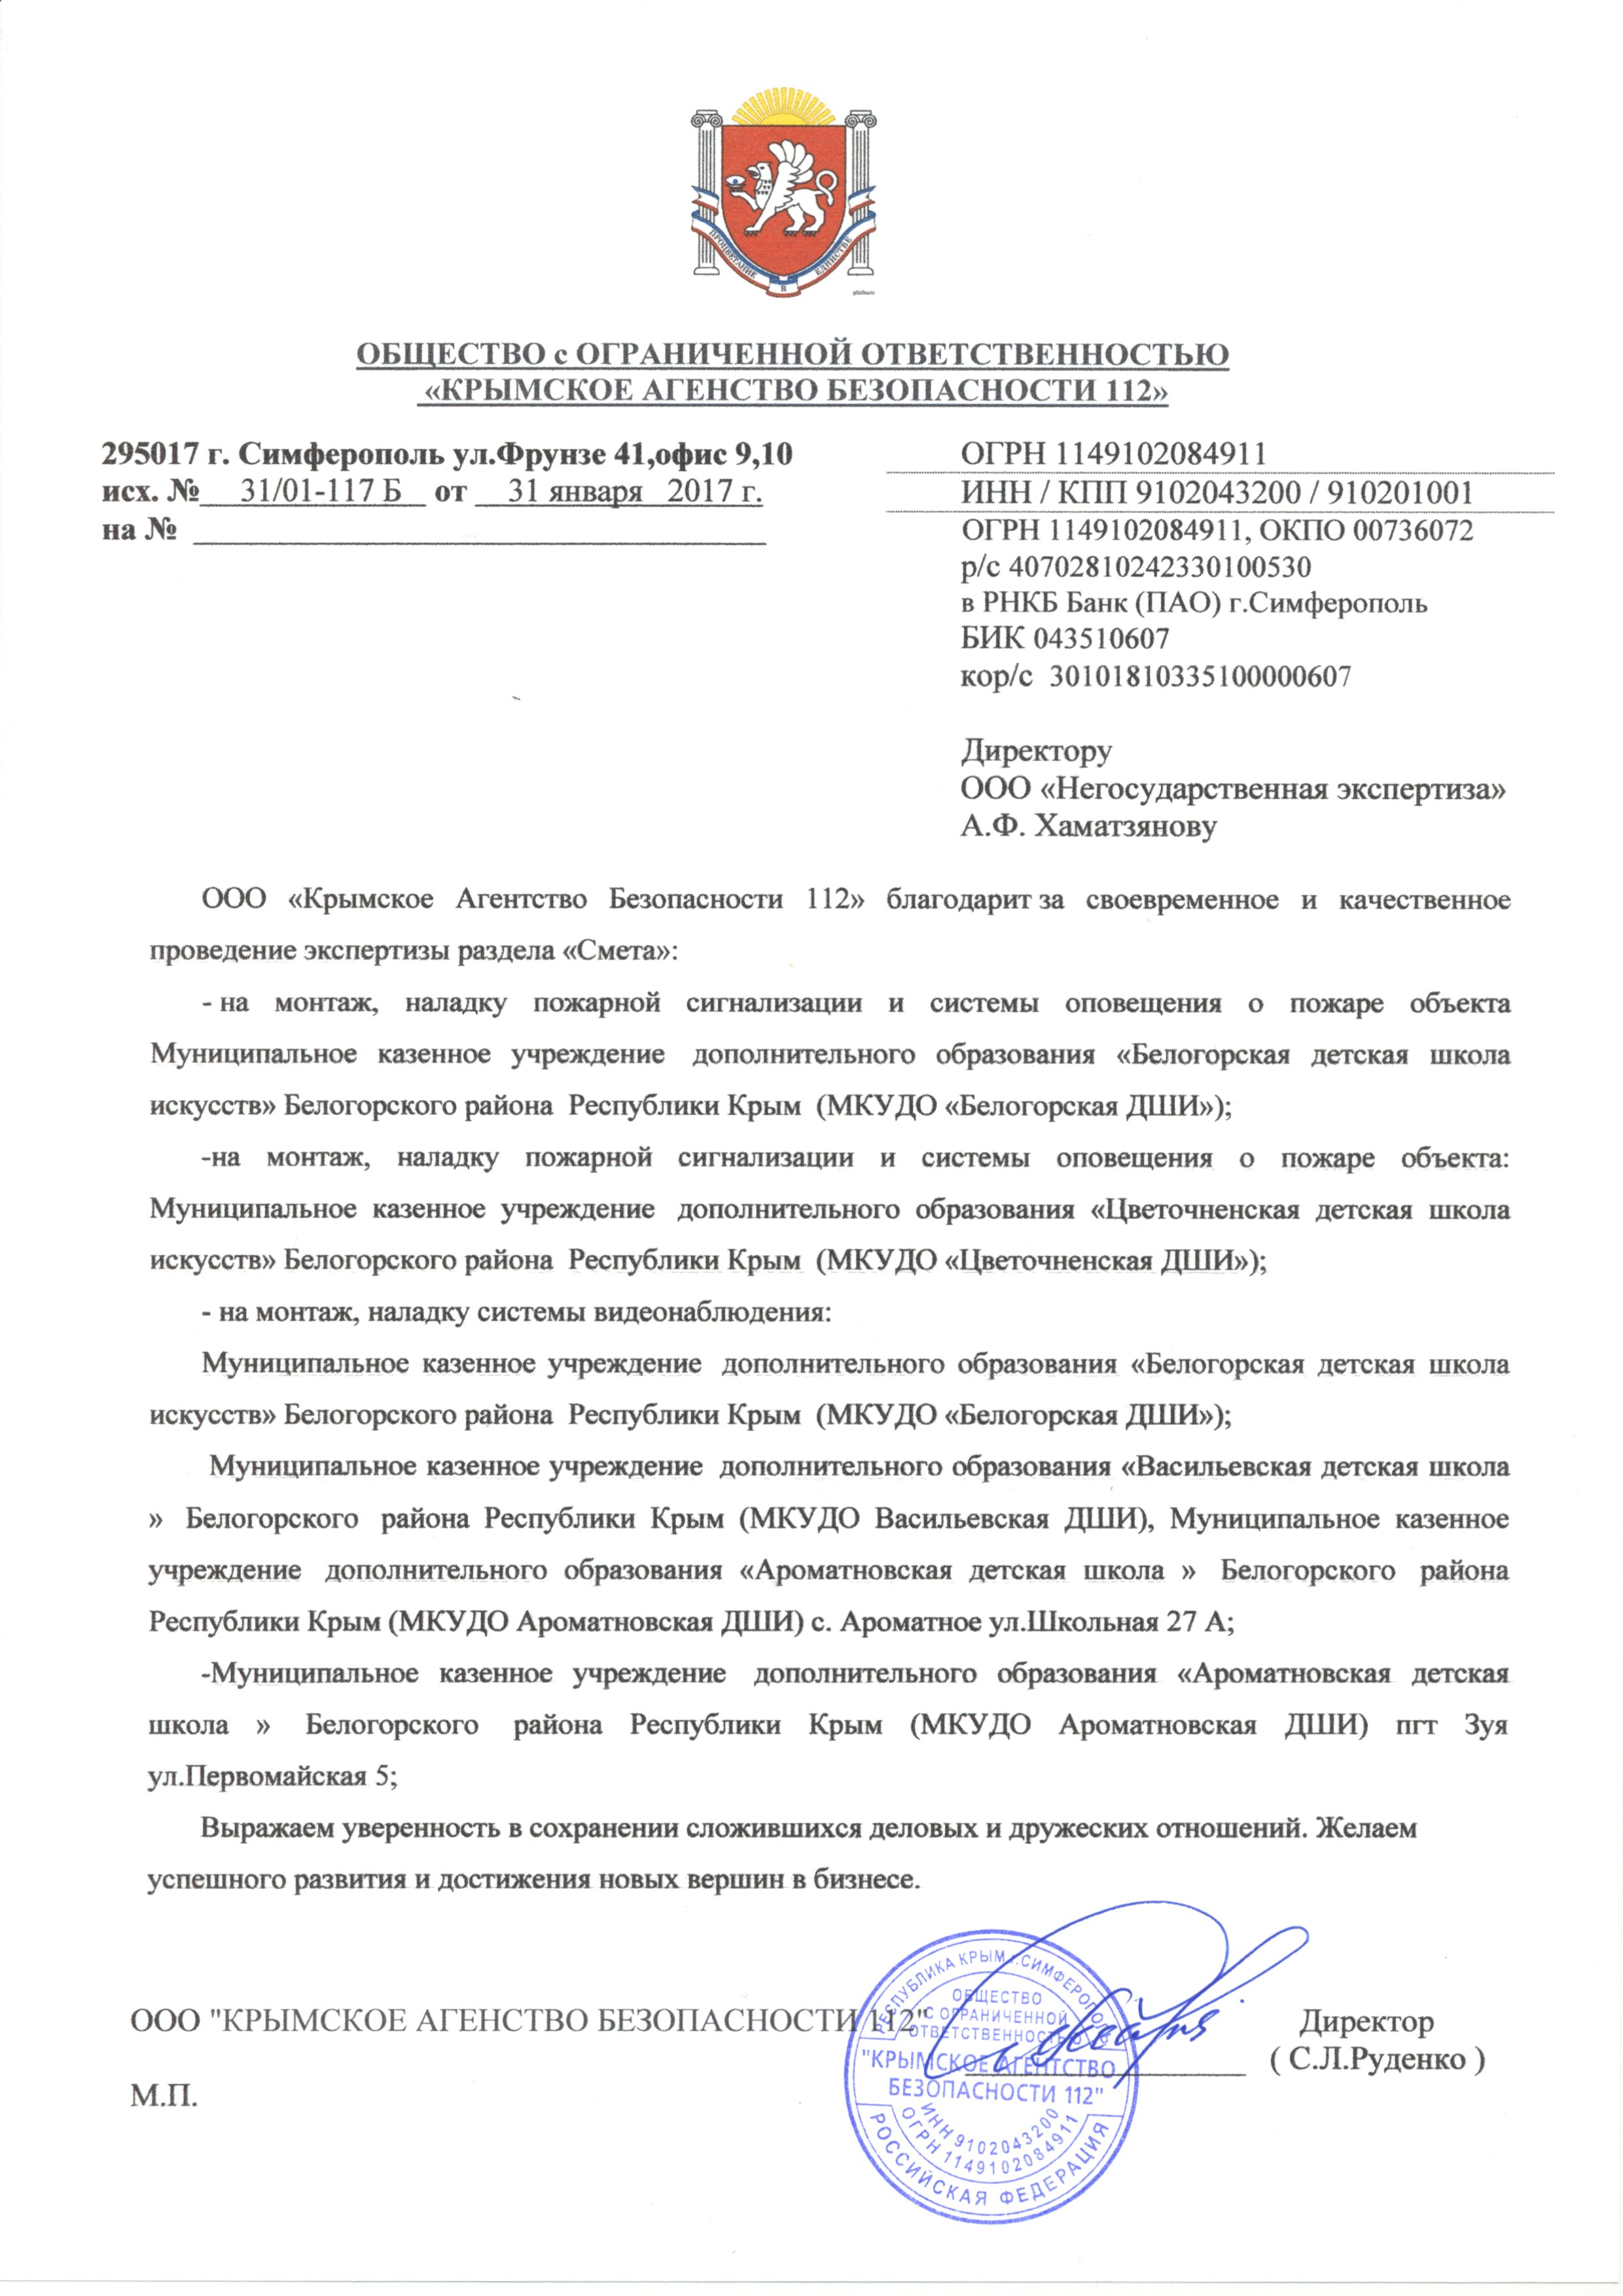 ПРОЦВЕТАНИЕ В ЕДИНСТВЕ
ОБЩЕСТВО с ОГРАНИЧЕННОЙ ОТВЕТСТВЕННОСТЬЮ
«КРЫМСКОЕ АГЕНСТВО БЕЗОПАСНОСТИ 112»
295017 г. Симферополь ул.Фрунзе 41,офис 9,10
исх. № 31/01-117 Б от 31 января 2017 г.
на №
ОГРН 1149102084911
ИНН / КПП 9102043200 / 910201001
ОГРН 1149102084911, ОКПО 00736072
р/с 40702810242330100530
в РНКБ Банк (ПАО) г.Симферополь
БИК 043510607
кор/с 30101810335100000607
Директору
ООО «Негосударственная экспертиза»
А.Ф. Хаматзянову
ООО «Крымское Агентство Безопасности 112» благодарит за своевременное и качественное
проведение экспертизы раздела «Смета»:
- на монтаж, наладку пожарной сигнализации и системы оповещения о пожаре объекта
Муниципальное казенное учреждение дополнительного образования «Белогорская детская школа
искусств» Белогорского района Республики Крым (МКУДО «Белогорская ДШИ»);
-на монтаж, наладку пожарной сигнализации и системы оповещения о пожаре объекта:
Муниципальное казенное учреждение дополнительного образования «Цветочненская детская школа
искусств» Белогорского района Республики Крым (МКУДО «Цветочненская ДШИ»);
- на монтаж, наладку системы видеонаблюдения:
Муниципальное казенное учреждение дополнительного образования «Белогорская детская школа
искусств» Белогорского района Республики Крым (МКУДО «Белогорская ДШИ»);
Муниципальное казенное учреждение дополнительного образования «Васильевская детская школа
» Белогорского района Республики Крым (МКУДО Васильевская ДШИ), Муниципальное казенное
учреждение дополнительного образования «Ароматновская детская школа » Белогорского района
Республики Крым (МКУДО Ароматновская ДШИ) с. Ароматное ул.Школьная 27 А;
-Муниципальное казенное учреждение дополнительного образования «Ароматновская детская
школа » Белогорского района Республики Крым (МКУДО Ароматновская ДШИ) пгт Зуя
ул.Первомайская 5;
Выражаем уверенность в сохранении сложившихся деловых и дружеских отношений. Желаем
успешного развития и достижения новых вершин в бизнесе.
ООО "КРЫМСКОЕ АГЕНСТВО БЕЗОПАСНОСТИ 112"
Директор
( С.Л.Руденко )
М.П.
РЕСПУБЛИКА КРЫМ г.СИМФЕРОПОЛЬ
ОБЩЕСТВО
С ОГРАНИЧЕННОЙ
ОТВЕТСТВЕННОСТЬЮ
"КРЫМСКОЕ АГЕНТСТВО
БЕЗОПАСНОСТИ 112"
ИНН 9102043200
ОГРН 1149102084911
РОССИЙСКАЯ ФЕДЕРАЦИЯ